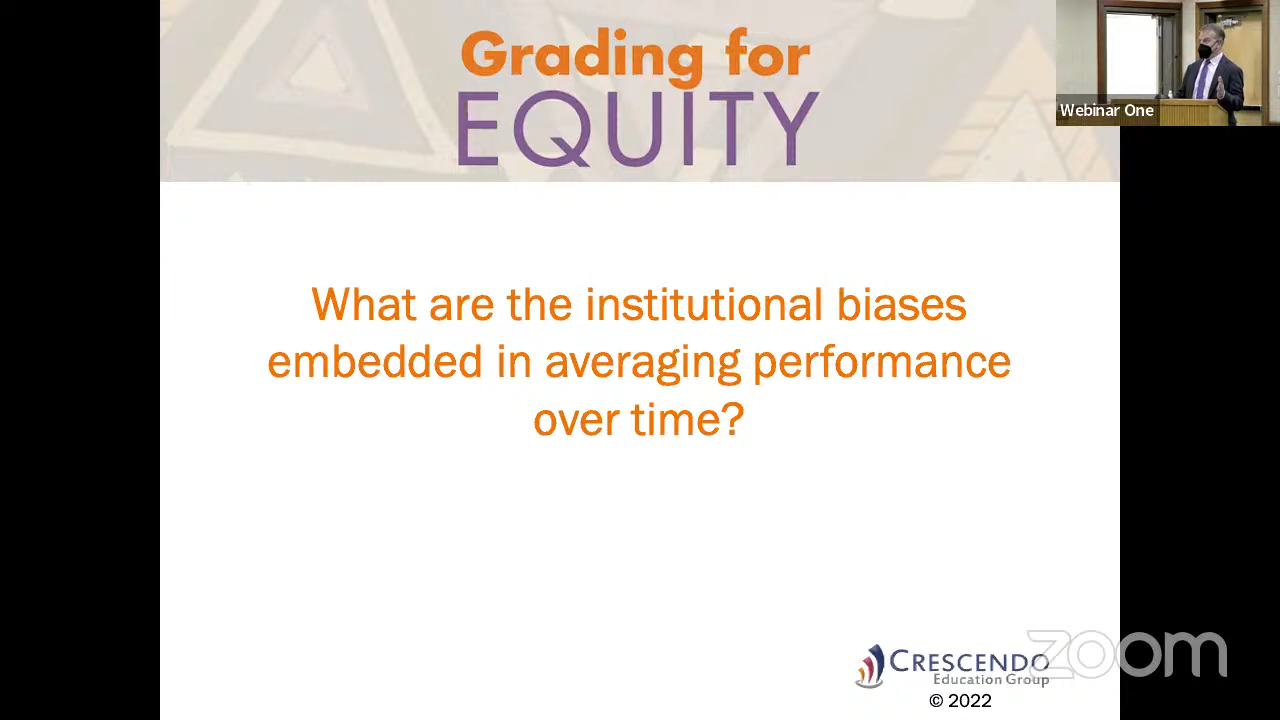 Grading for
EQUITY
Webinar One
What are the institutional biases
embedded in averaging performance
over time?
CRESCENDO
Education Group
© 2022
zoom